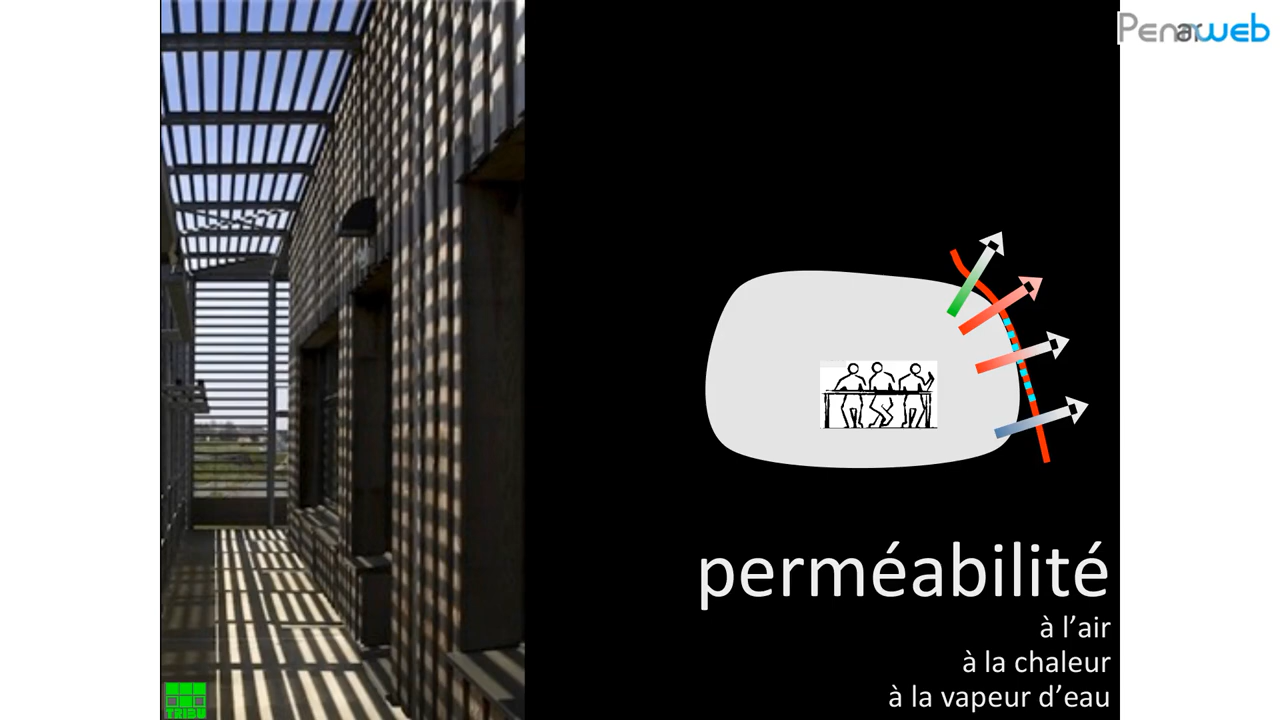 Penarweb
perméabilité
à l’air
à la chaleur
à la vapeur d’eau
TRIBU